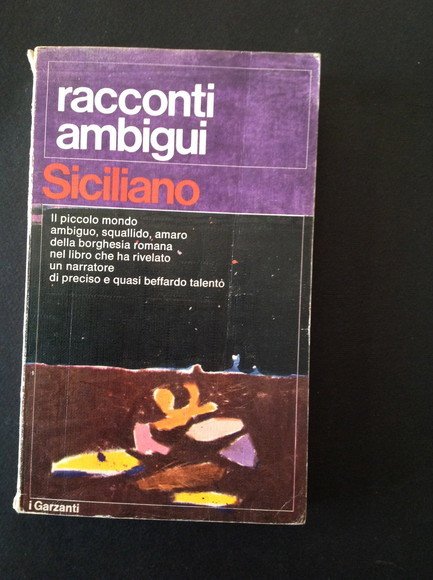 racconti
ambigui
Siciliano
Il piccolo mondo
ambiguo, squallido, amaro
della borghesia romana
nel libro che ha rivelato
un narratore
di preciso e quasi beffardo talento
i Garzanti